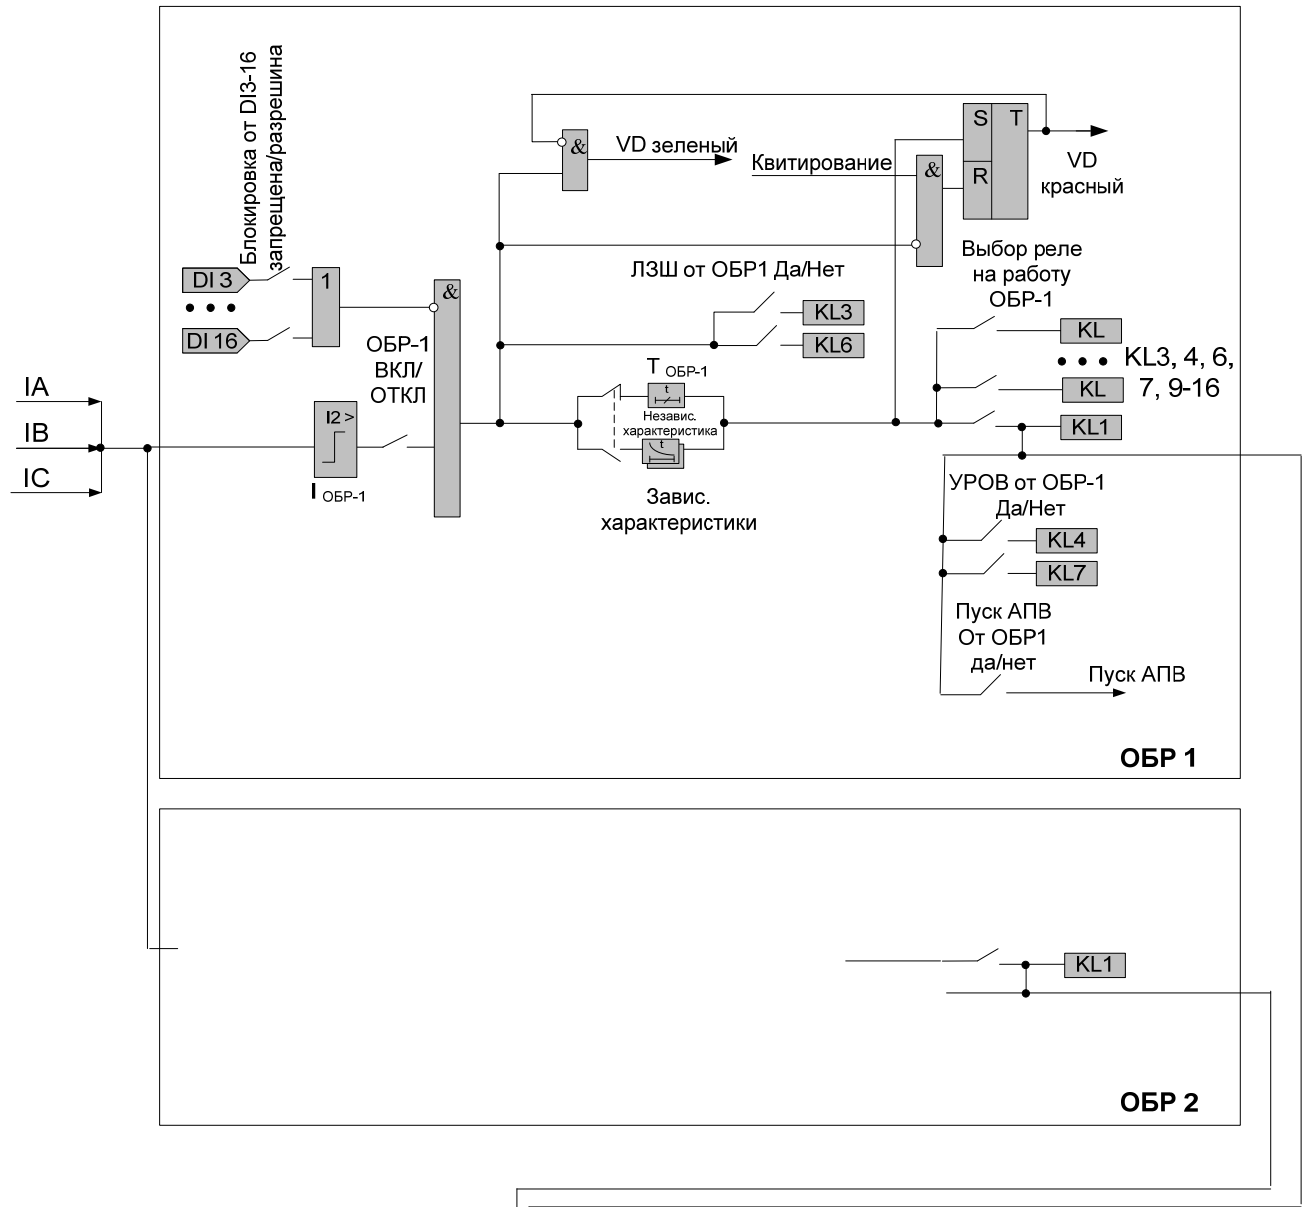 Блокировка от DI3-16
запрещена/разрешина
DI 3
• • •
DI 16
1
&
ОБР-1
ВКЛ/
ОТКЛ
IA
IB
IC
I2 >
I ОБР-1
&
VD зеленый
Квитирование
&
S
T
R
VD
красный
ЛЗШ от ОБР1 Да/Нет
KL3
KL6
T ОБР-1
t
Независ.
характеристика
t
Завис.
характеристики
Выбор реле
на работу
ОБР-1
KL
• • • KL3, 4, 6,
KL
7, 9-16
KL1
УРОВ от ОБР-1
Да/Нет
KL4
KL7
Пуск АПВ
От ОБР1
да/нет
Пуск АПВ
ОБР 1
KL1
ОБР 2